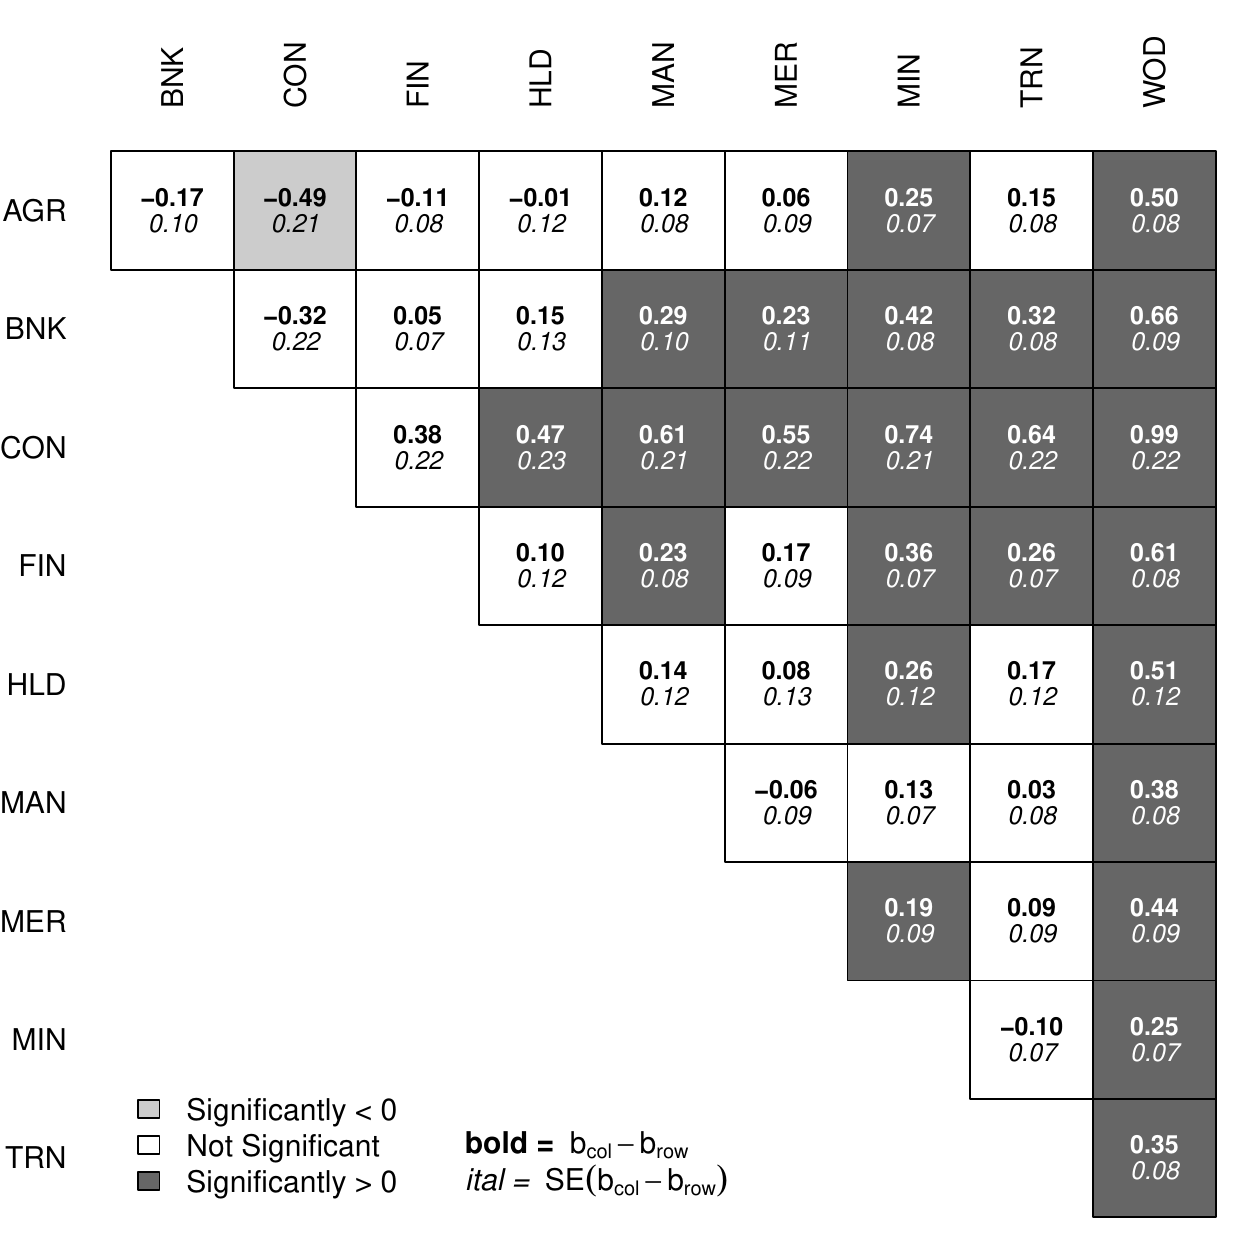 BNK CON FIN HLD MAN MER MIN TRN WOD
AGR −0.17 −0.49 −0.11 −0.01 0.12 0.06 0.25 0.15 0.50
0.10 0.21 0.08 0.12 0.08 0.09 0.07 0.08 0.08
BNK −0.32 0.05 0.15 0.29 0.23 0.42 0.32 0.66
0.22 0.07 0.13 0.10 0.11 0.08 0.08 0.09
CON 0.38 0.47 0.61 0.55 0.74 0.64 0.99
0.22 0.23 0.21 0.22 0.21 0.22 0.22
FIN 0.10 0.23 0.17 0.36 0.26 0.61
0.12 0.08 0.09 0.07 0.07 0.08
HLD 0.14 0.08 0.26 0.17 0.51
0.12 0.13 0.12 0.12 0.12
MAN −0.06 0.13 0.03 0.38
0.09 0.07 0.08 0.08
MER 0.19 0.09 0.44
0.09 0.09 0.09
MIN −0.10 0.25
0.07 0.07
TRN 0.35
0.08
Significantly < 0
Not Significant
Significantly > 0
bold = bcol − brow
ital = SE(bcol − brow)